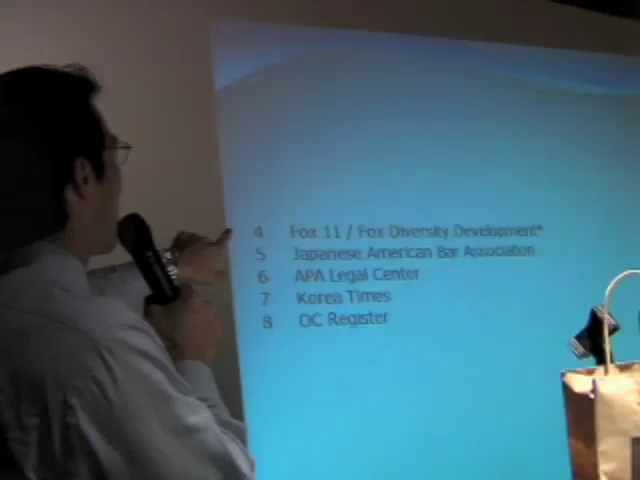 4 Fox 11 / Fox Diversity Development*
5 Japanese American Bar Association
6 APA Legal Center
7 Korea Times
8 OC Register